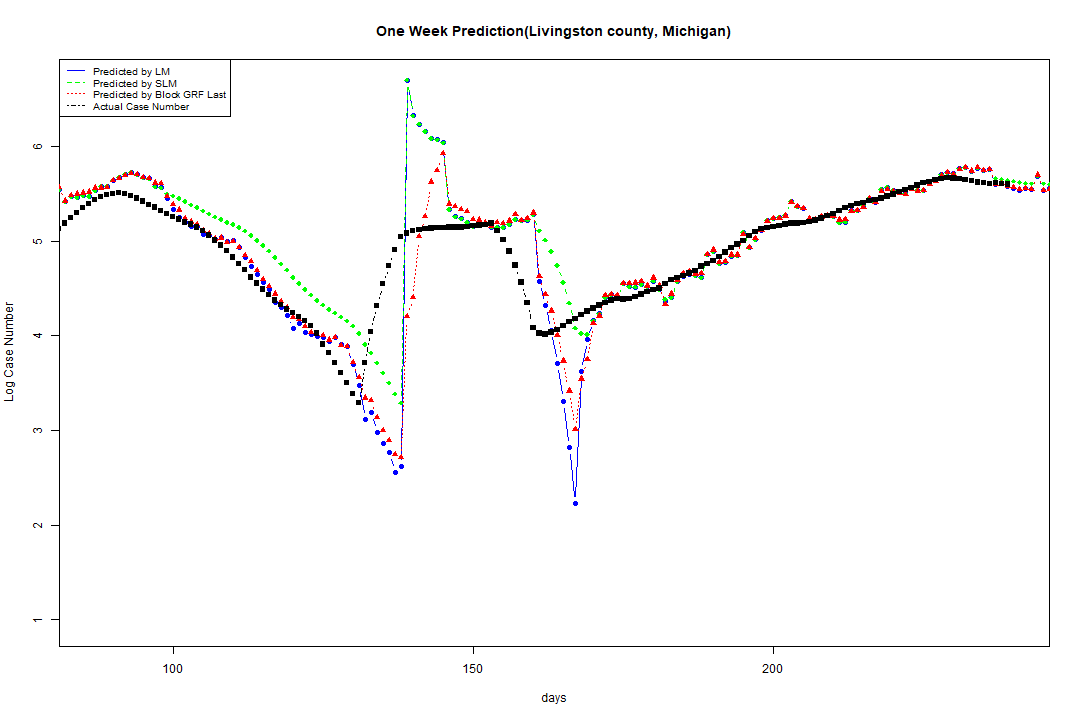 One Week Prediction(Livingston county, Michigan)
Predicted by LM
Predicted by SLM
Predicted by Block GRF Last
Actual Case Number
6
5
4
3
2
1
Log Case Number
100 150 200
days